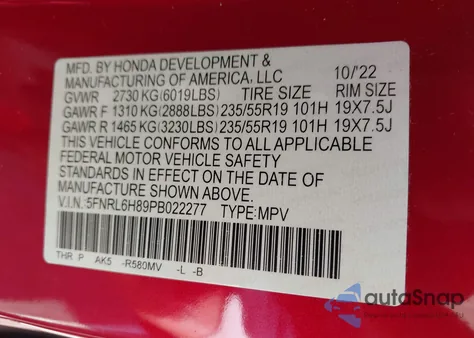 MFD. BY HONDA DEVELOPMENT &
MANUFACTURING OF AMERICA, LLC 10/'22
GVWR 2730 KG(6019LBS) TIRE SIZE RIM SIZE
GAWR F 1310 KG(2888LBS) 235/55R19 101H 19X7.5J
GAWR R 1465 KG(3230LBS) 235/55R19 101H 19X7.5J
THIS VEHICLE CONFORMS TO ALL APPLICABLE
FEDERAL MOTOR VEHICLE SAFETY
STANDARDS IN EFFECT ON THE DATE OF
MANUFACTURE SHOWN ABOVE.
V.I.N.:5FNRL6H89PB022277 TYPE:MPV
THR P AK5 -R580MV -L -B
autoSnap